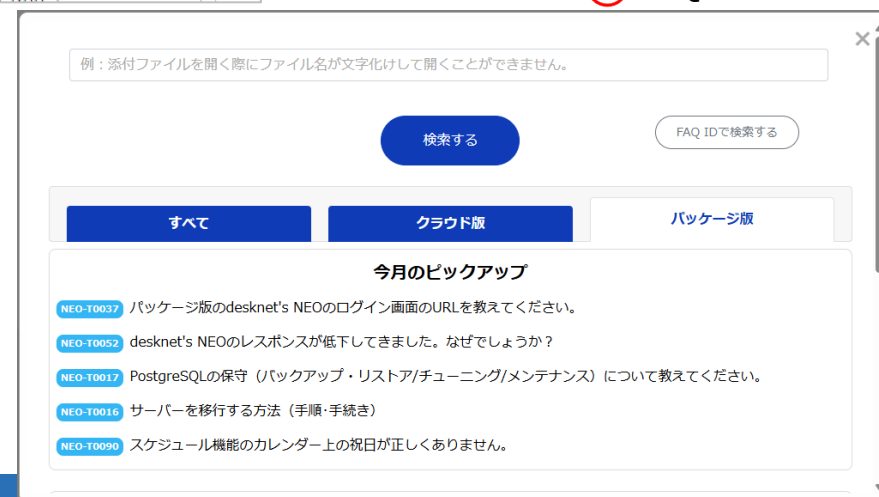 例：添付ファイルを開く際にファイル名が文字化けして開くことができません。
検索する
FAQ IDで検索する
すべて
クラウド版
パッケージ版
今月のピックアップ
NEO-T0037 パッケージ版のdesknet's NEOのログイン画面のURLを教えてください。
NEO-T0052 desknet's NEOのレスポンスが低下してきました。なぜでしょうか？
NEO-T0017 PostgreSQLの保守（バックアップ・リストア/チューニング/メンテナンス）について教えてください。
NEO-T0016 サーバーを移行する方法（手順･手続き）
NEO-T0090 スケジュール機能のカレンダー上の祝日が正しくありません。